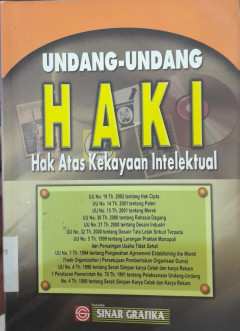 UNDANG-UNDANG
HAKI
Hak Atas Kekayaan Intelektual
UU No. 19 Th. 2002 tentang Hak Cipta
UU No. 14 Th. 2001 tentang Paten
UU No. 15 Th. 2001 tentang Merek
UU No. 30 Th. 2000 tentang Rahasia Dagang
UU No. 31 Th. 2000 tentang Desain Industri
UU No. 32 Th. 2000 tentang Desain Tata Letak Sirkuit Terpadu
UU No. 5 Th. 1999 tentang Larangan Praktek Monopoli
dan Persaingan Usaha Tidak Sehat
UU No. 7 Th. 1994 tentang Pengesahan Agreement Establishing the World
Trade Organization (Persetujuan Pembentukan Organisasi Dunia)
UU No. 4 Th. 1990 tentang Serah Simpan karya Cetak dan karya Rekam
Peraturan Pemerintah No. 70 Th. 1991 tentang Pelaksanaan Undang-Undang
No. 4 Th. 1990 tentang Serah Simpan Karya Cetak dan Karya Rekam
SINAR GRAFIKA